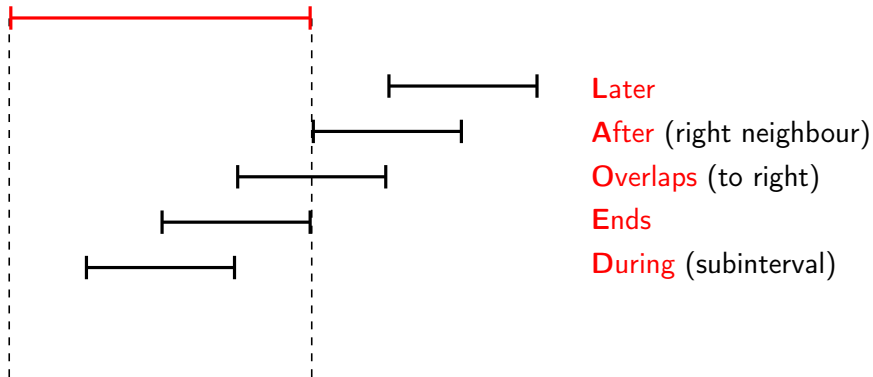 Later
After (right neighbour)
Overlaps (to right)
Ends
During (subinterval)